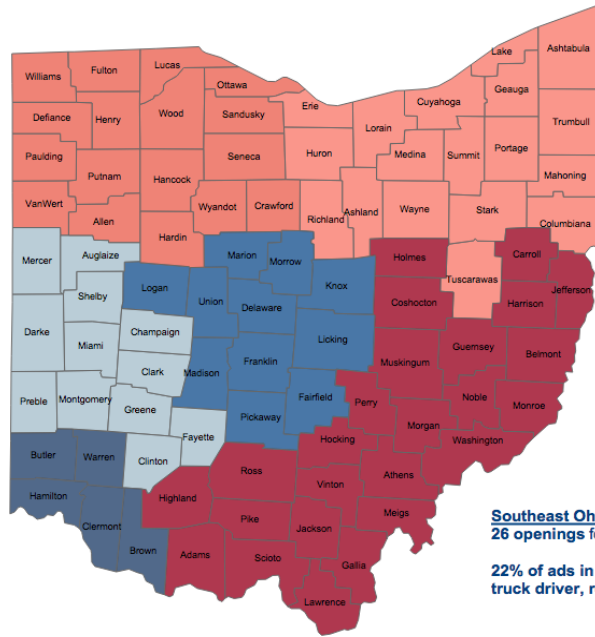 Ashtabula
Lake
Geauga
Williams
Fulton
Lucas
Ottawa
Cuyahoga
Erie
Trumbull
Defiance
Henry
Wood
Sandusky
Lorain
Portage
Summit
Medina
Huron
Paulding
Seneca
Mahoning
Putnam
Hancock
VanWert
Wyandot
Crawford
Richland
Ashland
Wayne
Stark
Allen
Columbiana
Hardin
Marion
Morrow
Holmes
Carroll
Mercer
Auglaize
Tuscarawas
Jefferson
Logan
Union
Knox
Shelby
Delaware
Coshocton
Harrison
Darke
Champaign
Miami
Licking
Guernsey
Belmont
Clark
Franklin
Muskingum
Madison
Preble
Montgomery
Greene
Fairfield
Perry
Noble
Monroe
Pickaway
Morgan
Fayette
Washington
Hocking
Butler
Warren
Clinton
Ross
Athens
Vinton
Hamilton
Highland
Meigs
Clermont
Pike
Jackson
Brown
Adams
Scioto
Gallia
Lawrence
Southeast Oh
26 openings f
22% of ads in
truck driver, r